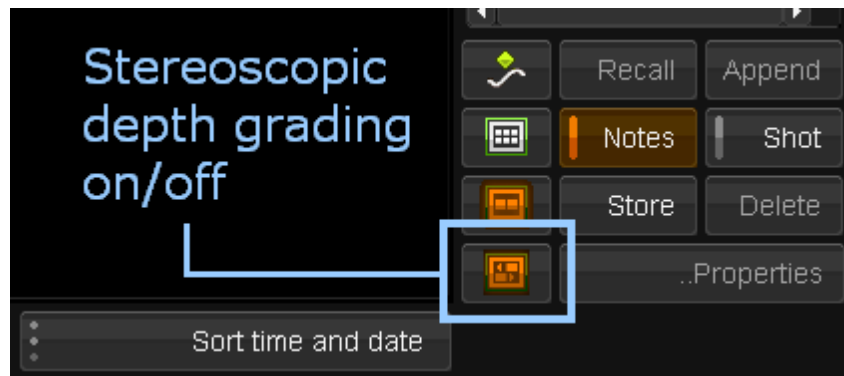 Stereoscopic
depth grading
on/off
Recall Append
Notes Shot
Store Delete
..Properties
Sort time and date